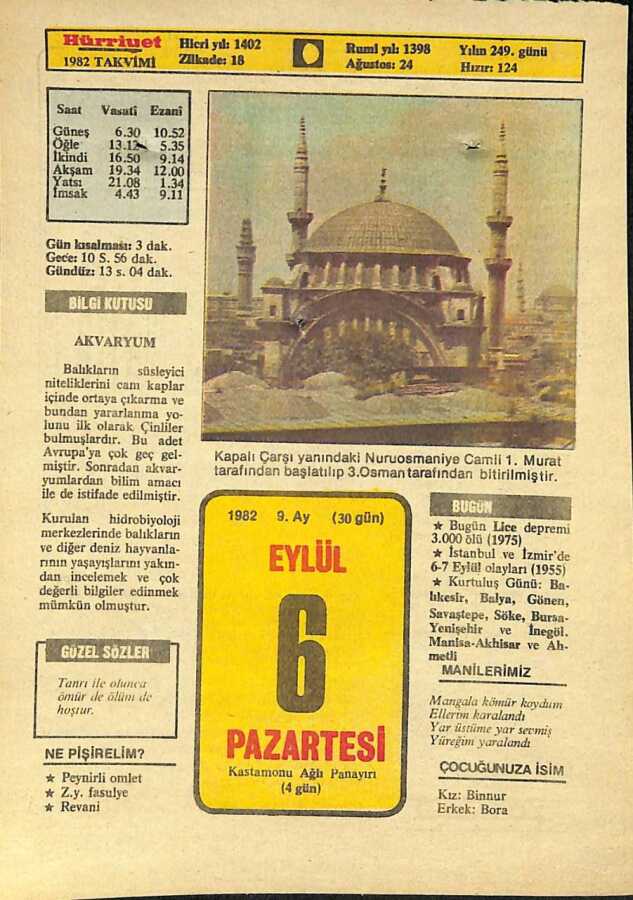 Hürriyet
1982 TAKVİMİ
Hicri yılı: 1402
Zilkade: 18
Rumî yılı: 1398
Ağustos: 24
Yılın 249. günü
Hızır: 124
Saat Vasatî Ezanî
Güneş 6.30 10.52
Öğle 13.12 5.35
İkindi 16.50 9.14
Akşam 19.34 12.00
Yatsı 21.08 1.34
İmsak 4.43 9.11
Gün kısalması: 3 dak.
Gece: 10 S. 56 dak.
Gündüz: 13 s. 04 dak.
BİLGİ KUTUSU
AKVARYUM
Balıkların süsleyici
niteliklerini cam kaplar
içinde ortaya çıkarma ve
bundan yararlanma yo-
lunu ilk olarak Çinliler
bulmuşlardır. Bu adet
Avrupa'ya çok geç gel-
miştir. Sonradan akvar-
yumlardan bilim amacı
ile de istifade edilmiştir.
Kurulan hidrobiyoloji
merkezlerinde balıkların
ve diğer deniz hayvanla-
rının yaşayışlarını yakın-
dan incelemek ve çok
değerli bilgiler edinmek
mümkün olmuştur.
GÜZEL SÖZLER
Tanrı ile olunca
ömür de ölüm de
hoştur.
NE PİŞİRELİM?
★ Peynirli omlet
★ Z.y. fasulye
★ Revani
Kapalı Çarşı yanındaki Nuruosmaniye Camii 1. Murat
tarafından başlatılıp 3.Osman tarafından bitirilmiştir.
1982 9. Ay (30 gün)
EYLÜL
6
PAZARTESİ
Kastamonu Ağlı Panayırı
(4 gün)
BUGÜN
★ Bugün Lice depremi
3.000 ölü (1975)
★ İstanbul ve İzmir'de
6-7 Eylül olayları (1955)
★ Kurtuluş Günü: Ba-
lıkesir, Balya, Gönen,
Savaştepe, Söke, Bursa-
Yenişehir ve İnegöl.
Manisa-Akhisar ve Ah-
metli
MANİLERİMİZ
Mangala kömür koydum
Ellerim karalandı
Yar üstüme yar sevmiş
Yüreğim yaralandı
ÇOCUĞUNUZA İSİM
Kız: Binnur
Erkek: Bora